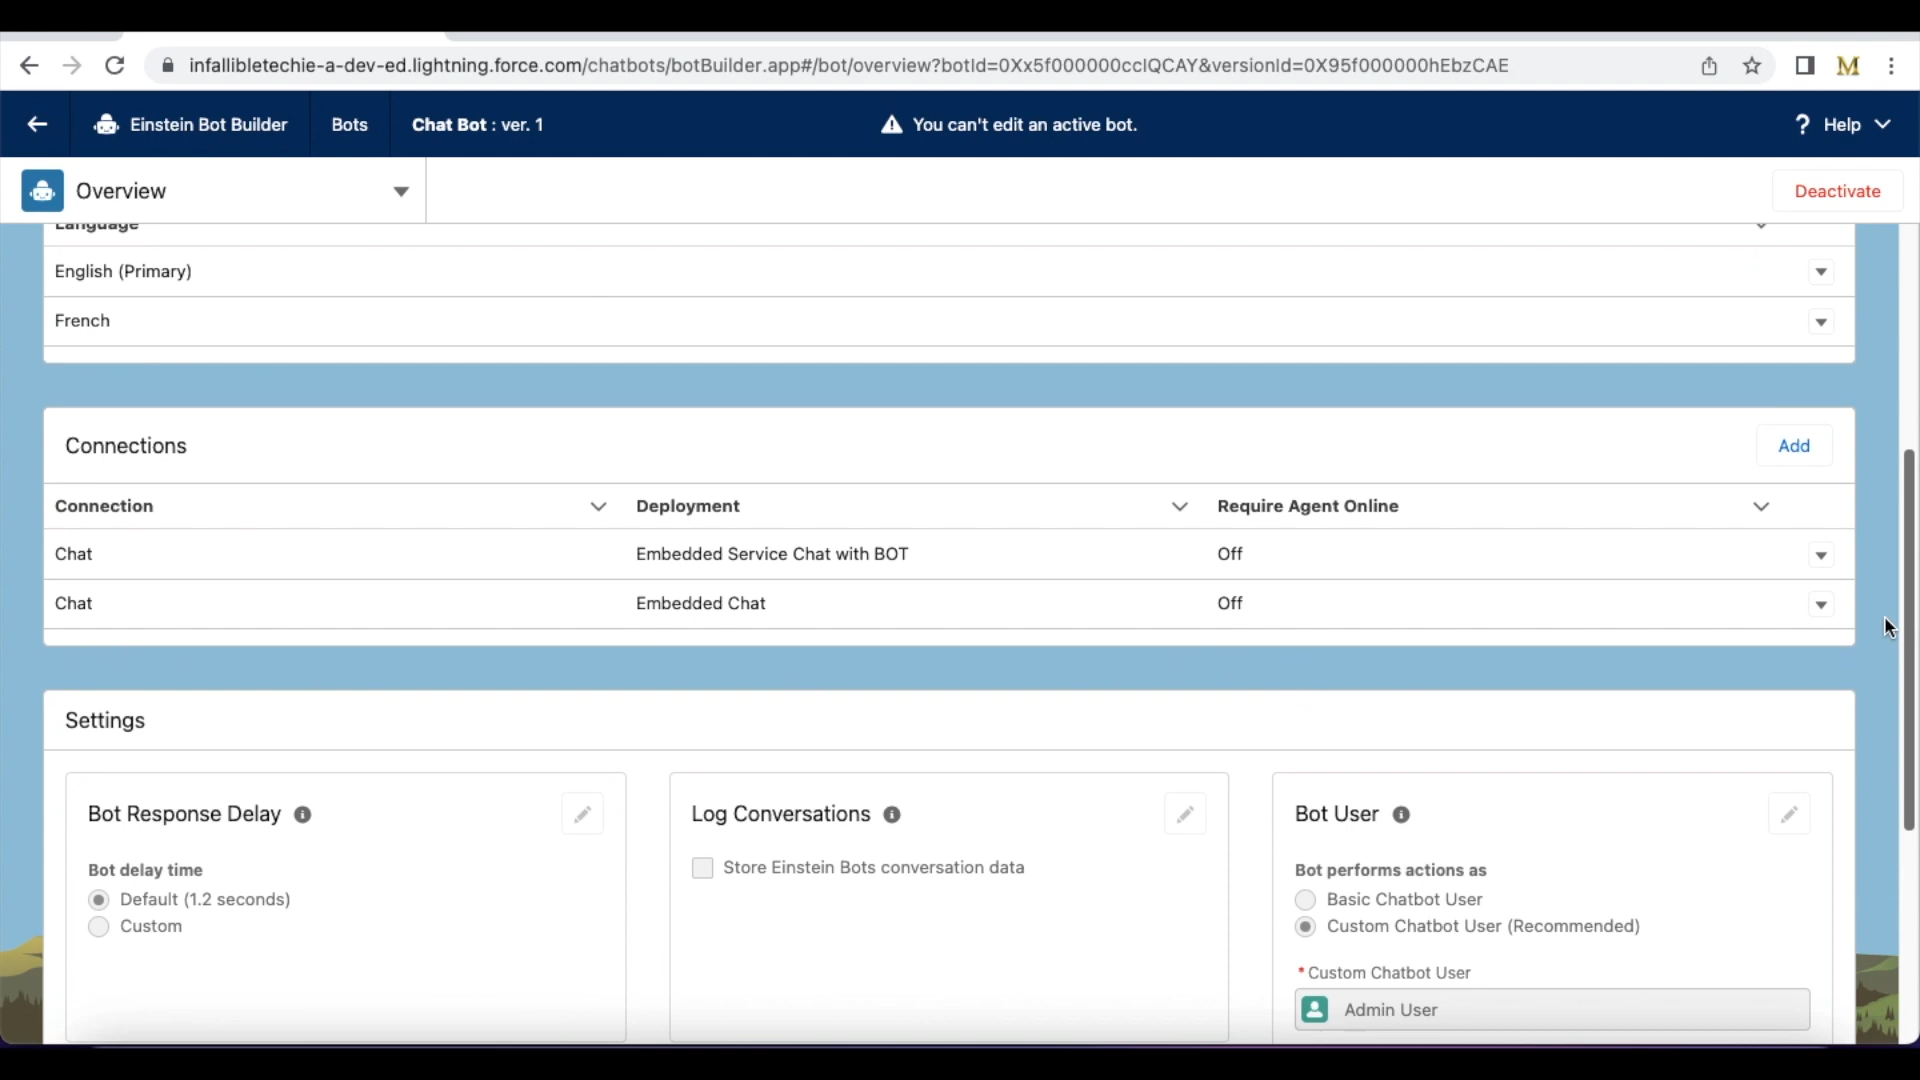 infallibletechie-a-dev-ed.lightning.force.com/chatbots/botBuilder.app#/bot/overview?botId=0Xx5f000000cclQCAY&versionId=0X95f000000hEbzCAE
Einstein Bot Builder
Bots
Chat Bot : ver. 1
You can't edit an active bot.
? Help
Overview
Deactivate
Language
English (Primary)
French
Connections
Add
Connection Deployment Require Agent Online
Chat Embedded Service Chat with BOT Off
Chat Embedded Chat Off
Settings
Bot Response Delay
Bot delay time
Default (1.2 seconds)
Custom
Log Conversations
Store Einstein Bots conversation data
Bot User
Bot performs actions as
Basic Chatbot User
Custom Chatbot User (Recommended)
* Custom Chatbot User
Admin User